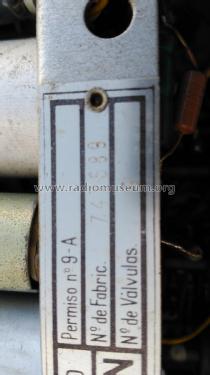 Permiso nº 9-A
Nº de Fabric.
Nº de Válvulas.
© www.radiomuseum.org